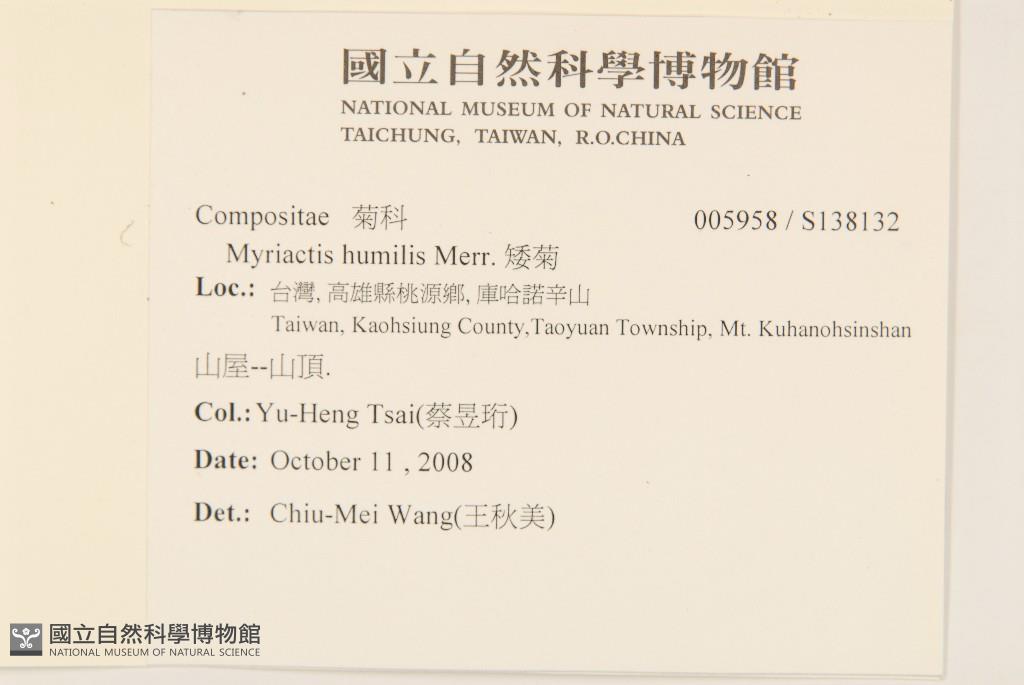 國立自然科學博物館
NATIONAL MUSEUM OF NATURAL SCIENCE
TAICHUNG, TAIWAN, R.O.CHINA
Compositae 菊科 005958 / S138132
Myriactis humilis Merr. 矮菊
Loc.: 台灣, 高雄縣桃源鄉, 庫哈諾辛山
Taiwan, Kaohsiung County,Taoyuan Township, Mt. Kuhanohsinshan
山屋--山頂.
Col.: Yu-Heng Tsai(蔡昱珩)
Date: October 11 , 2008
Det.: Chiu-Mei Wang(王秋美)
國立自然科學博物館
NATIONAL MUSEUM OF NATURAL SCIENCE